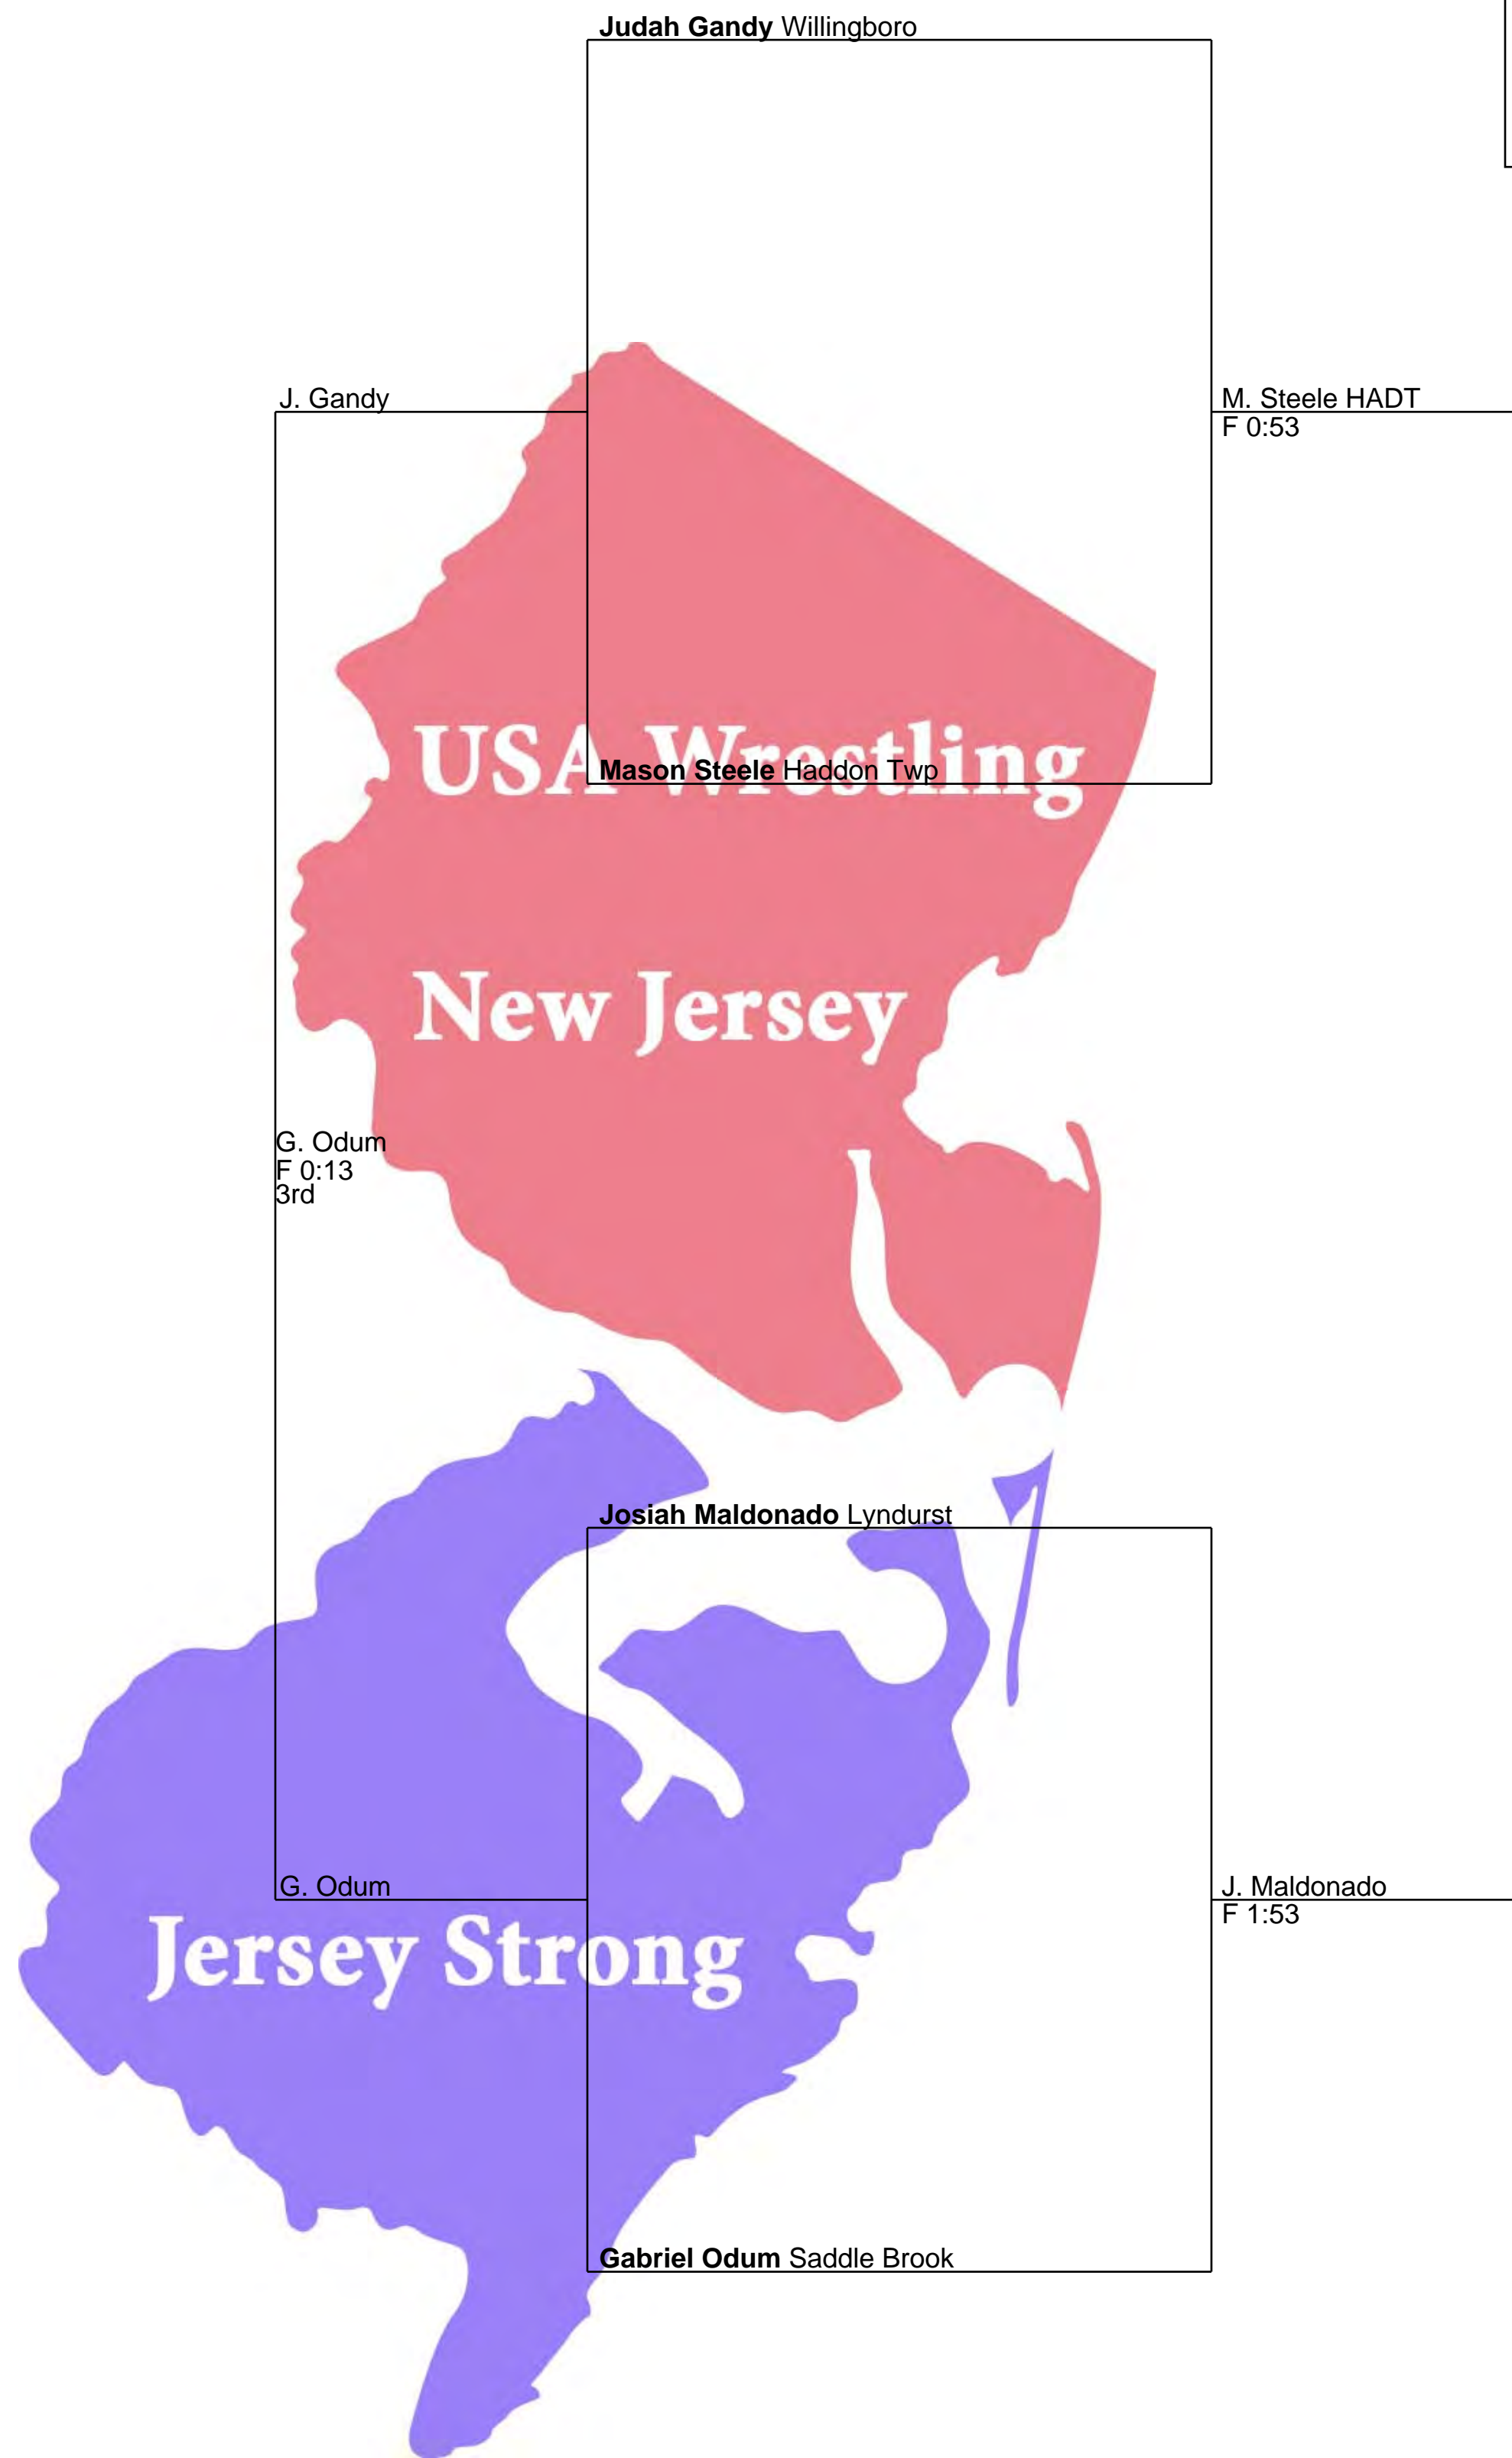 Judah Gandy Willingboro
J. Gandy
M. Steele HADT
F 0:53
USA Wrestling
Mason Steele Haddon Twp
New Jersey
G. Odum
F 0:13
3rd
Josiah Maldonado Lyndurst
G. Odum
J. Maldonado
F 1:53
Jersey Strong
Gabriel Odum Saddle Brook